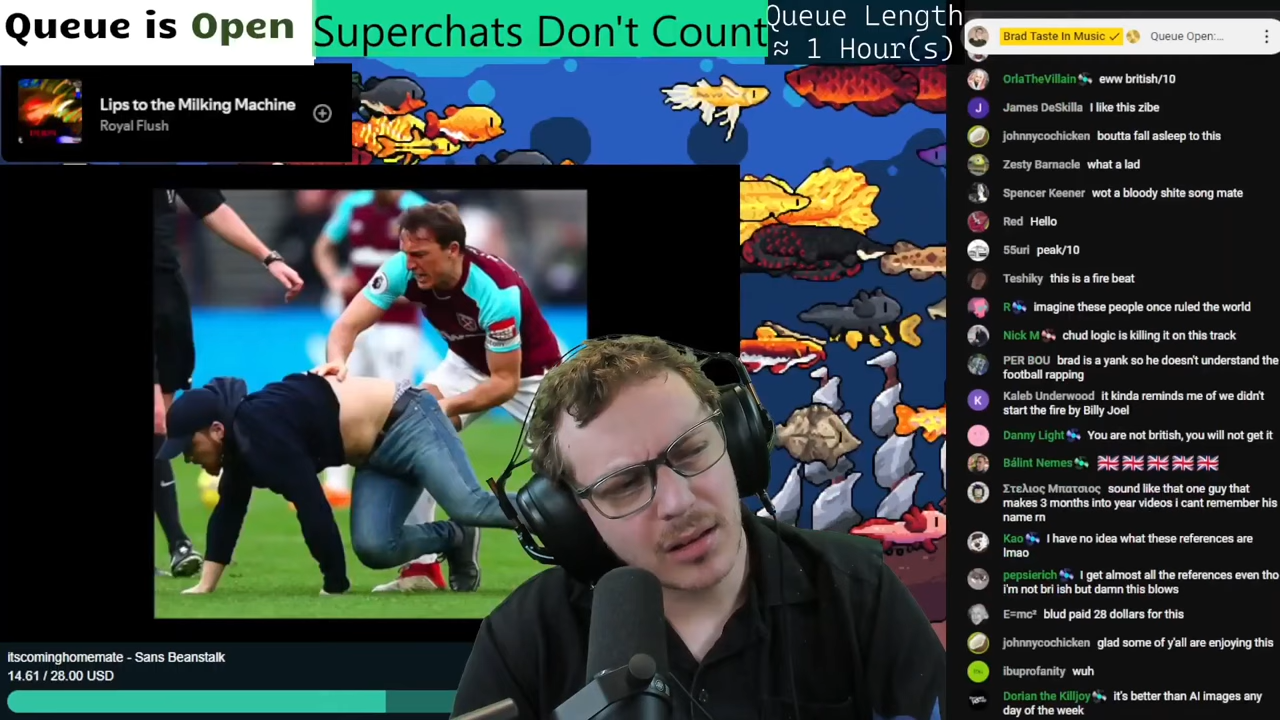 Queue is Open
Superchats Don't Count
Queue Length
≈ 1 Hour(s)
Lips to the Milking Machine
Royal Flush
itscominghomemate - Sans Beanstalk
14.61 / 28.00 USD
Brad Taste In Music ✓ Queue Open:...
OrlaTheVillain eww british/10
James DeSkilla I like this zibe
johnnycochicken boutta fall asleep to this
Zesty Barnacle what a lad
Spencer Keener wot a bloody shite song mate
Red Hello
55uri peak/10
Teshiky this is a fire beat
R imagine these people once ruled the world
Nick M chud logic is killing it on this track
PER BOU brad is a yank so he doesn't understand the
football rapping
Kaleb Underwood it kinda reminds me of we didn't
start the fire by Billy Joel
Danny Light You are not british, you will not get it
Bálint Nemes 🇬🇧🇬🇧🇬🇧🇬🇧🇬🇧
Στελιος Μπατσιος sound like that one guy that
makes 3 months into year videos i cant remember his
name rn
Kao I have no idea what these references are
lmao
pepsierich I get almost all the references even tho
i'm not bri ish but damn this blows
E=mc² blud paid 28 dollars for this
johnnycochicken glad some of y'all are enjoying this
ibuprofanity wuh
Dorian the Killjoy it's better than AI images any
day of the week